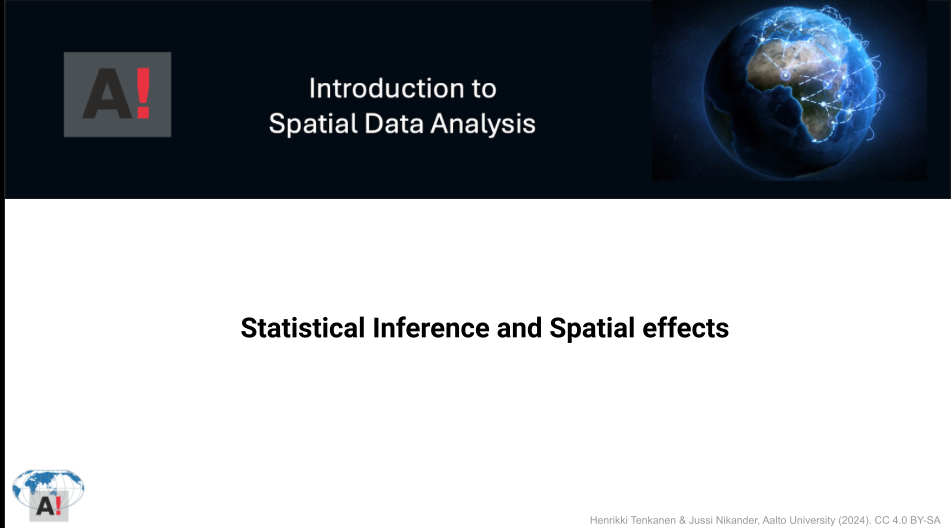 A!
Introduction to
Spatial Data Analysis
Statistical Inference and Spatial effects
A!
Henrikki Tenkanen & Jussi Nikander, Aalto University (2024). CC 4.0 BY-SA